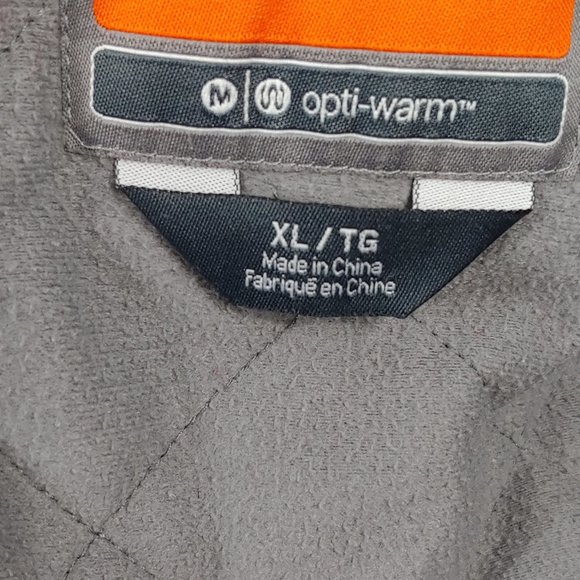 M W opti-warm™
XL / TG
Made in China
Fabriqué en Chine